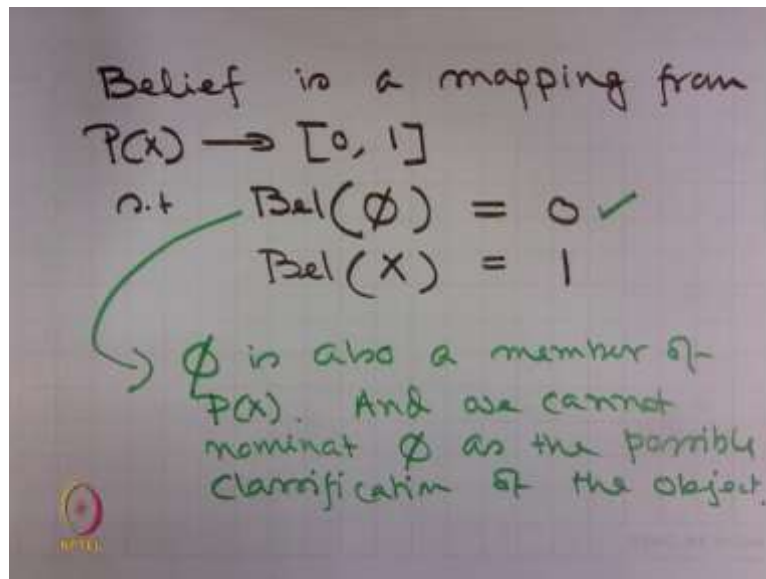 Belief is a mapping from
P(X) → [0, 1]
s.t Bel(ϕ) = 0 ✓
Bel(X) = 1
ϕ is also a member of
P(X). And we cannot
nominat ϕ as the possible
classification of the object.
NPTEL